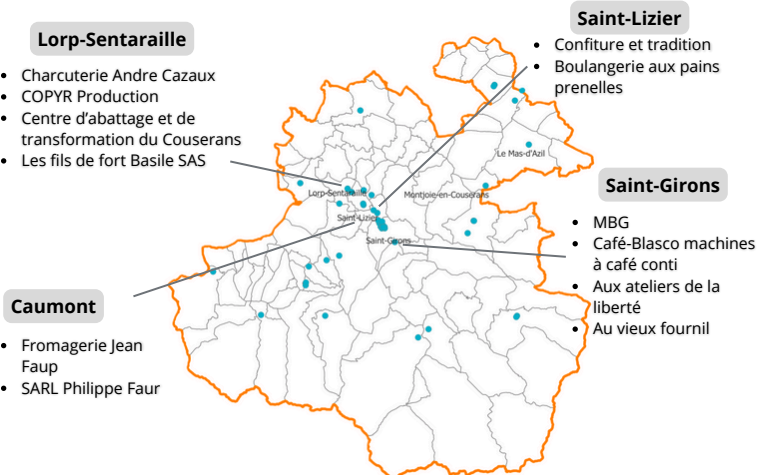 Lorp-Sentaraille
• Charcuterie Andre Cazaux
• COPYR Production
• Centre d'abattage et de
transformation du Couserans
• Les fils de fort Basile SAS
Saint-Lizier
• Confiture et tradition
• Boulangerie aux pains
prenelles
Le Mas-d'Azil
Lorp-Sentaraille
Montjoie-en-Couserans
Saint-Lizier
Saint-Girons
Saint-Girons
• MBG
• Café-Blasco machines
à café conti
• Aux ateliers de la
liberté
• Au vieux fournil
Caumont
• Fromagerie Jean
Faup
• SARL Philippe Faur